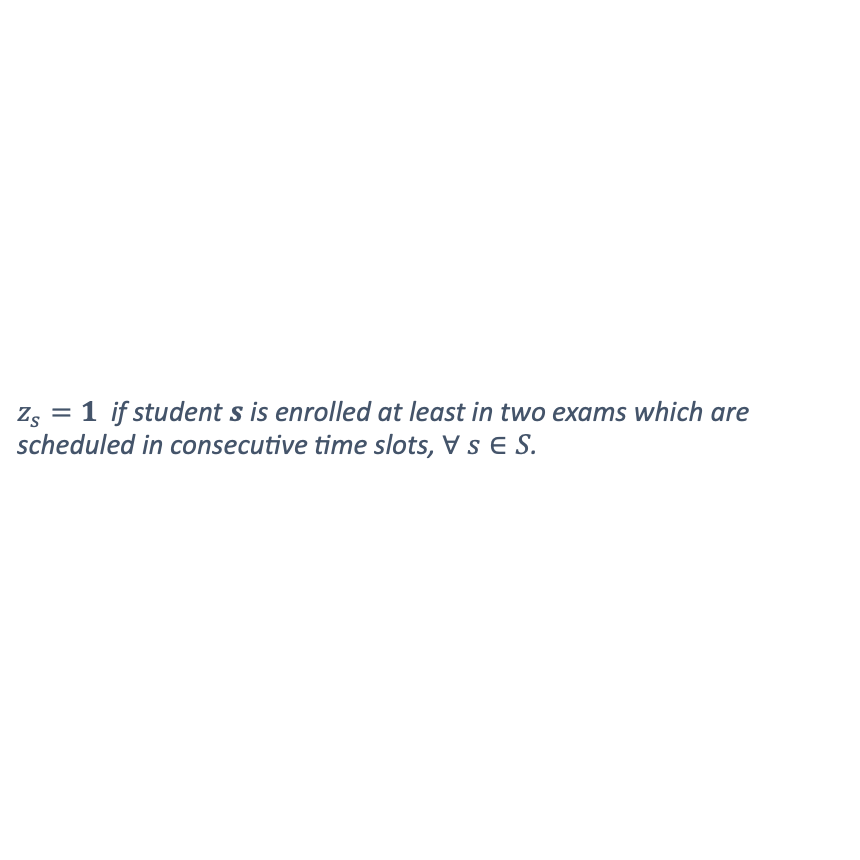 zₛ = 1 if student s is enrolled at least in two exams which are
scheduled in consecutive time slots, ∀ s ∈ S.